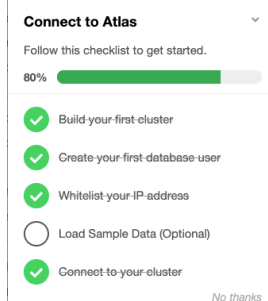 Connect to Atlas
Follow this checklist to get started.
80%
Build your first cluster
Create your first database user
Whitelist your IP address
Load Sample Data (Optional)
Connect to your cluster
No thanks